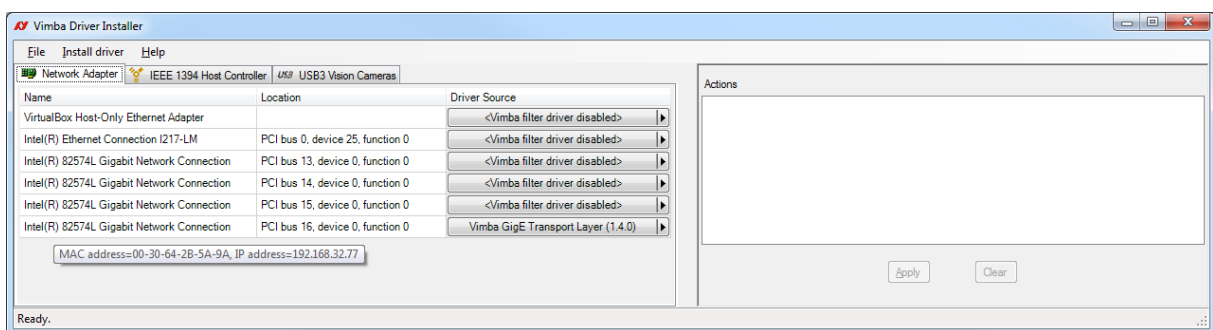 Vimba Driver Installer
File Install driver Help
Network Adapter IEEE 1394 Host Controller USB USB3 Vision Cameras
Actions
Name Location Driver Source
VirtualBox Host-Only Ethernet Adapter <Vimba filter driver disabled>
Intel(R) Ethernet Connection I217-LM PCI bus 0, device 25, function 0 <Vimba filter driver disabled>
Intel(R) 82574L Gigabit Network Connection PCI bus 13, device 0, function 0 <Vimba filter driver disabled>
Intel(R) 82574L Gigabit Network Connection PCI bus 14, device 0, function 0 <Vimba filter driver disabled>
Intel(R) 82574L Gigabit Network Connection PCI bus 15, device 0, function 0 <Vimba filter driver disabled>
Intel(R) 82574L Gigabit Network Connection PCI bus 16, device 0, function 0 Vimba GigE Transport Layer (1.4.0)
MAC address=00-30-64-2B-5A-9A, IP address=192.168.32.77
Apply Clear
Ready.